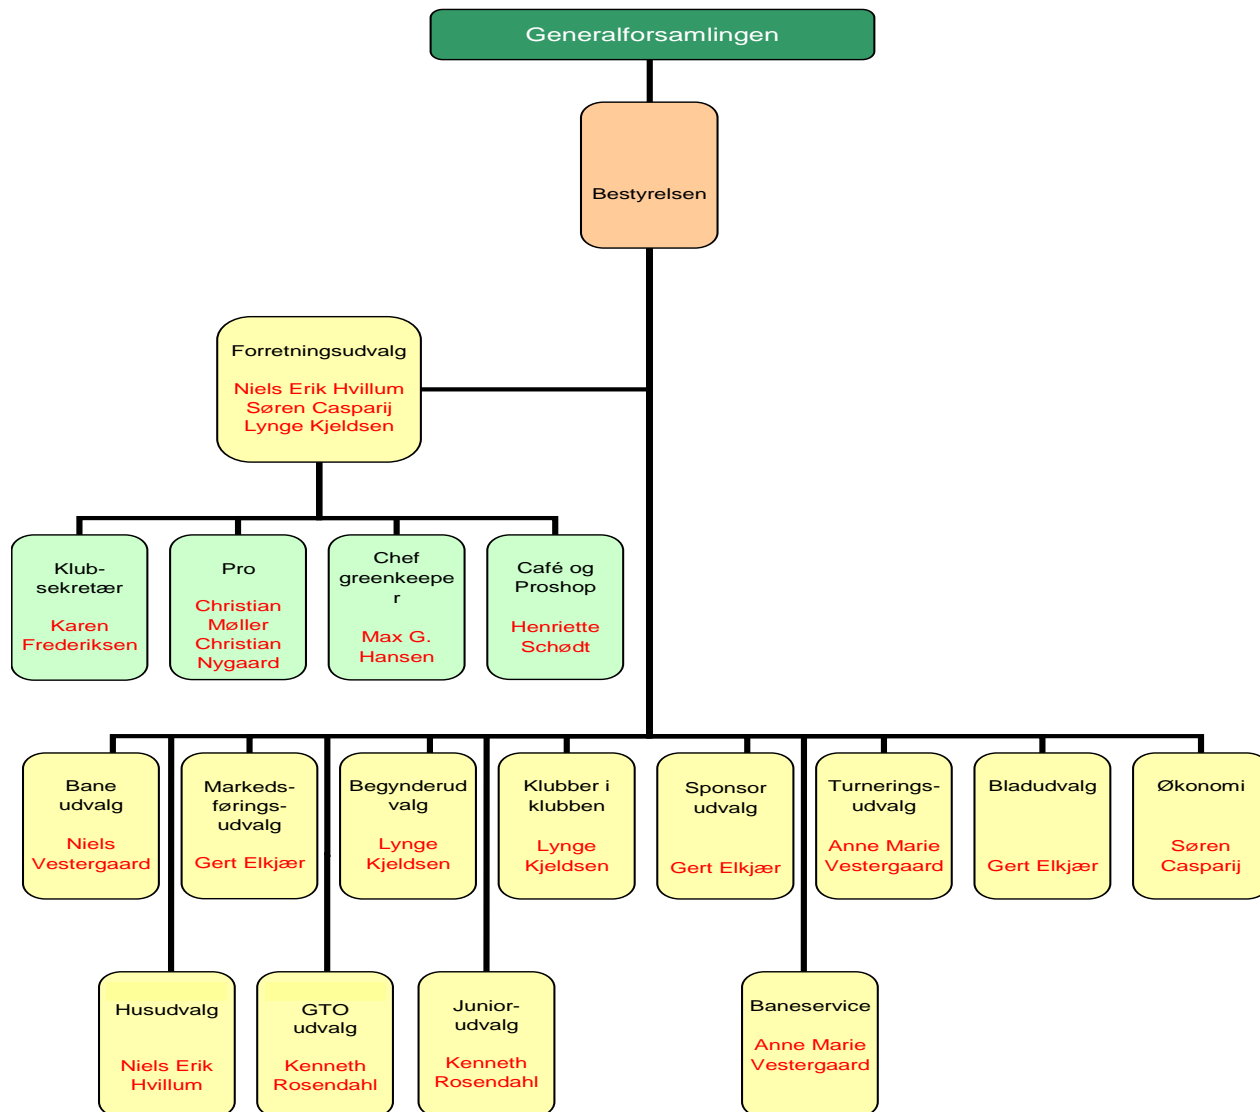 Generalforsamlingen
Bestyrelsen
Forretningsudvalg
Niels Erik Hvillum
Søren Casparij
Lynge Kjeldsen
Klub-
sekretær
Karen
Frederiksen
Pro
Christian
Møller
Christian
Nygaard
Chef
greenkeepe
r
Max G.
Hansen
Café og
Proshop
Henriette
Schødt
Bane
udvalg
Niels
Vestergaard
Markeds-
førings-
udvalg
Gert Elkjær
Begynderud
valg
Lynge
Kjeldsen
Klubber i
klubben
Lynge
Kjeldsen
Sponsor
udvalg
Gert Elkjær
Turnerings-
udvalg
Anne Marie
Vestergaard
Bladudvalg
Gert Elkjær
Økonomi
Søren
Casparij
Husudvalg
Niels Erik
Hvillum
GTO
udvalg
Kenneth
Rosendahl
Junior-
udvalg
Kenneth
Rosendahl
Baneservice
Anne Marie
Vestergaard